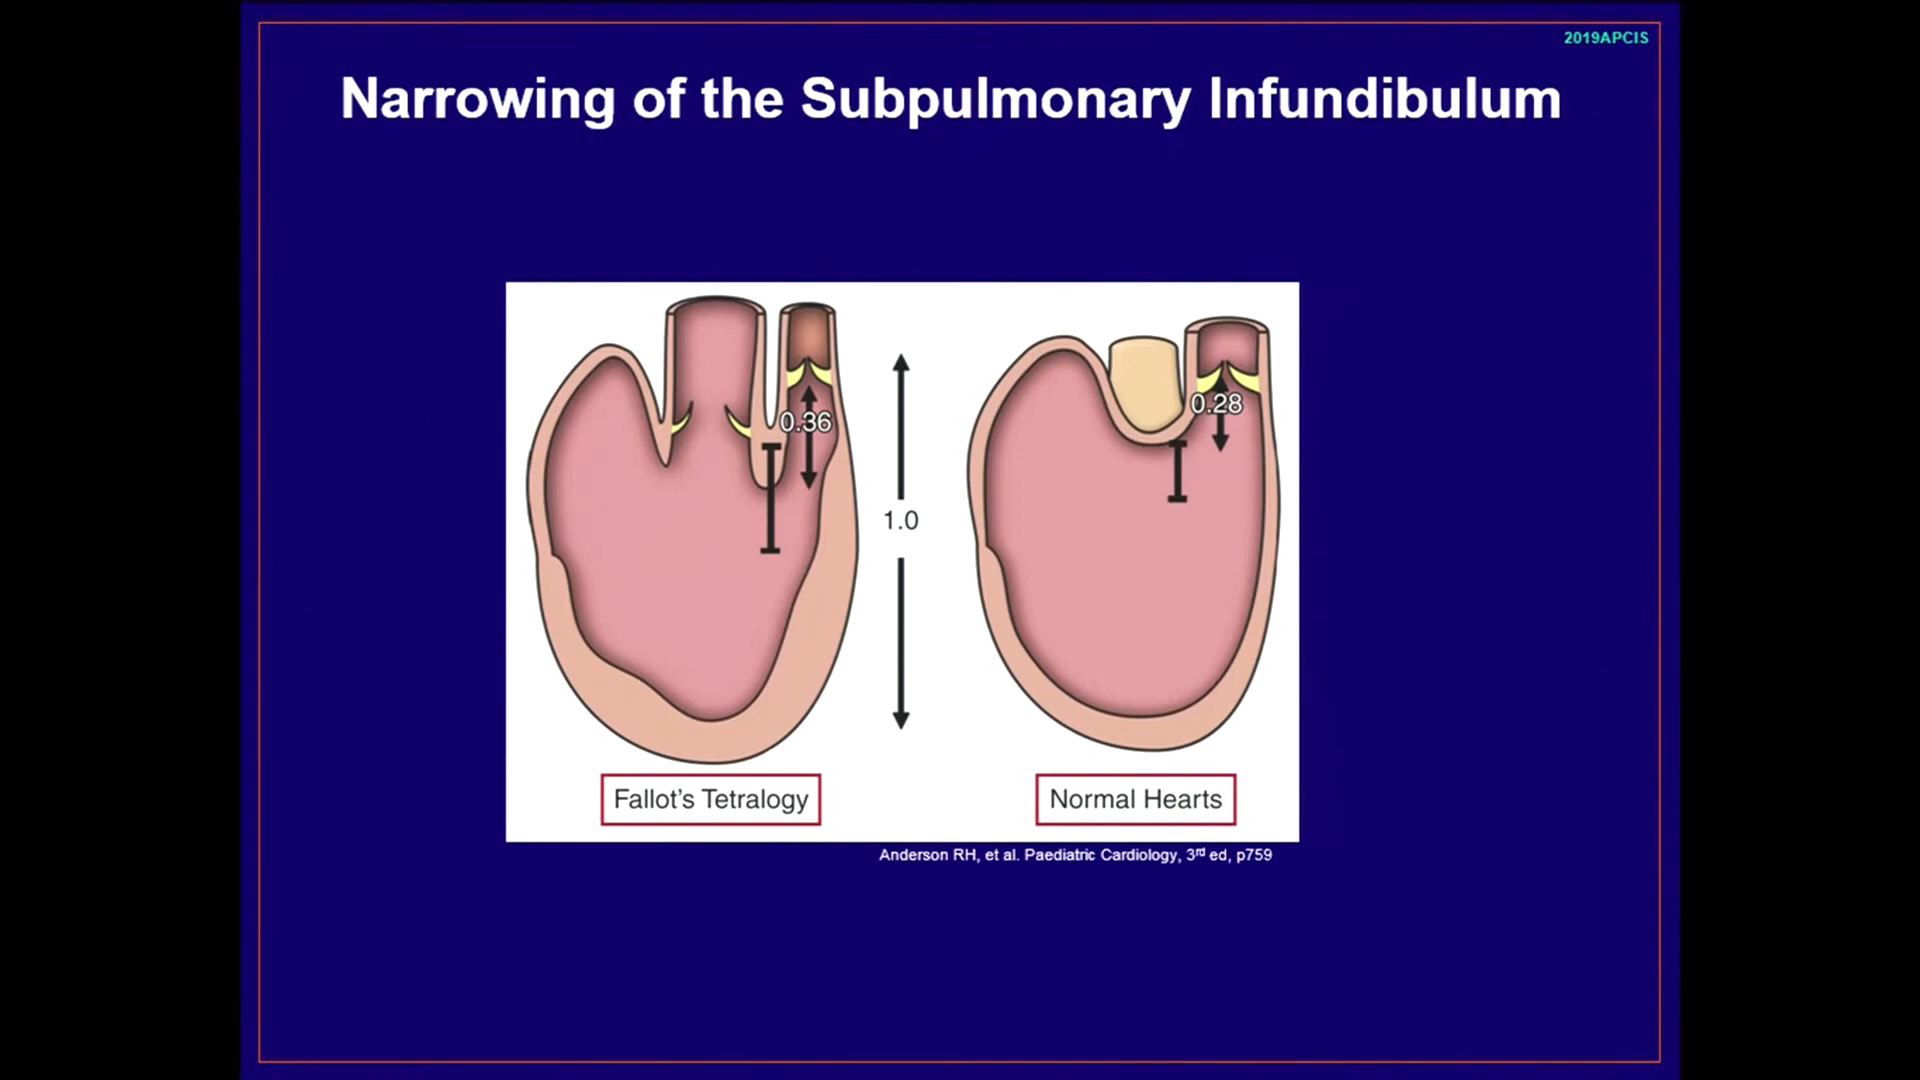 2019APCIS
Narrowing of the Subpulmonary Infundibulum
0.36
0.28
1.0
Fallot’s Tetralogy
Normal Hearts
Anderson RH, et al. Paediatric Cardiology, 3rd ed, p759